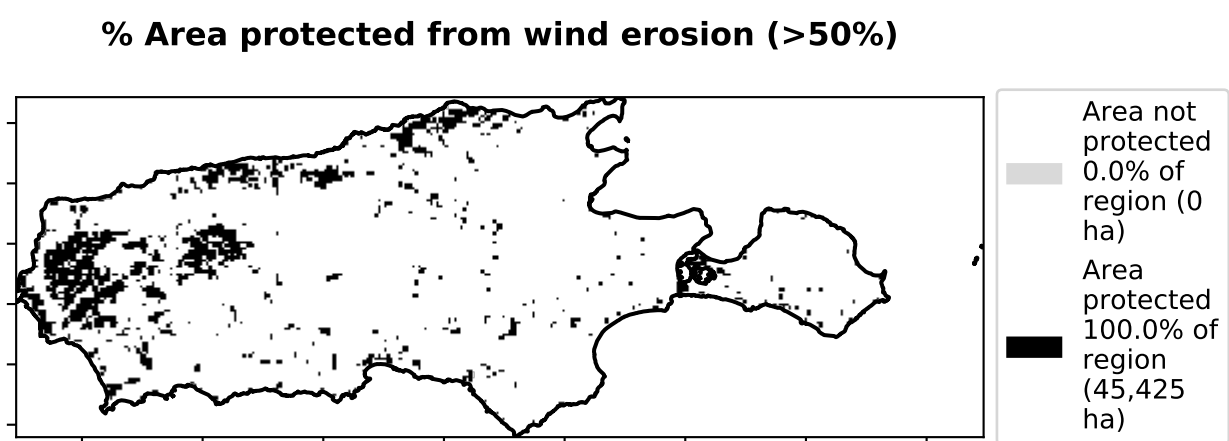 % Area protected from wind erosion (>50%)
Area not
protected
0.0% of
region (0
ha)
Area
protected
100.0% of
region
(45,425
ha)